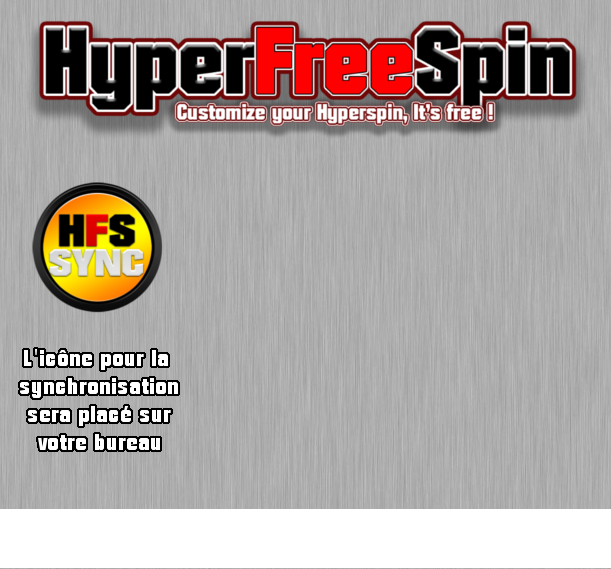 HyperFreeSpin
Customize your Hyperspin, It's free !
HFS
SYNC
L'icône pour la
synchronisation
sera placé sur
votre bureau